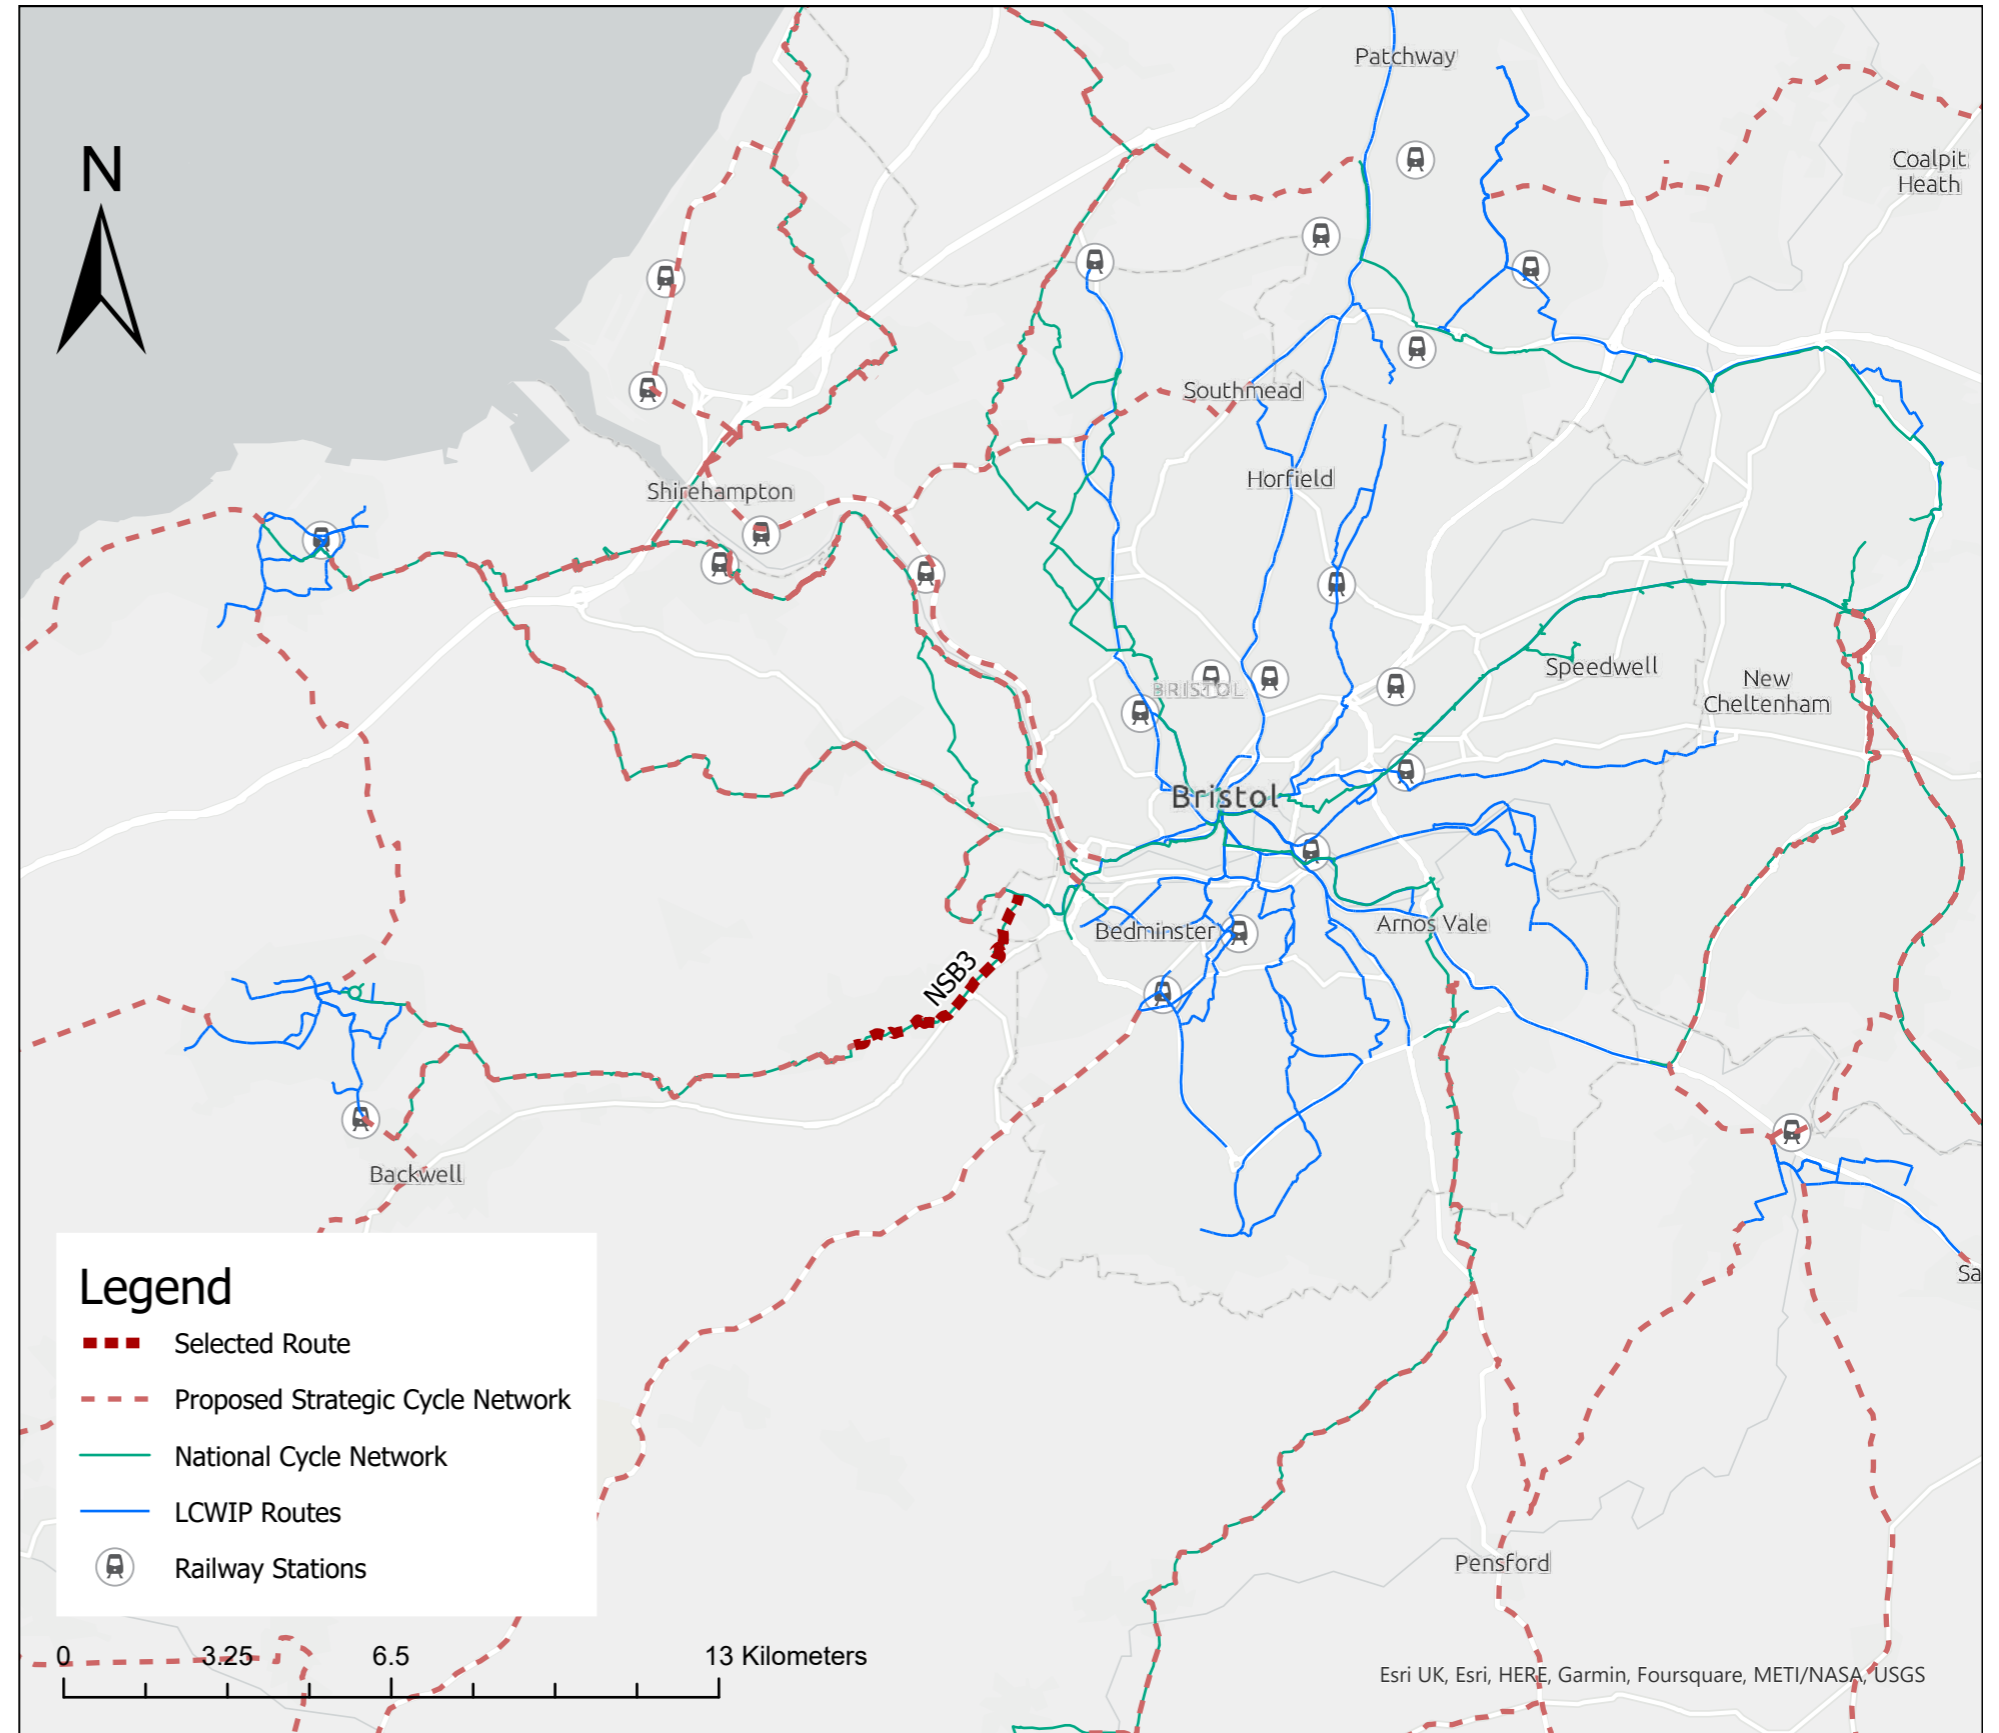 Patchway
N
Coalpit
Heath
Southmead
Shirehampton
Horfield
Speedwell
BRISTOL
New
Cheltenham
Bristol
Bedminster
Arnos Vale
NSB3
Backwell
Sa
Legend
Selected Route
Proposed Strategic Cycle Network
National Cycle Network
LCWIP Routes
Railway Stations
Pensford
0 3.25 6.5 13 Kilometers
Esri UK, Esri, HERE, Garmin, Foursquare, METI/NASA, USGS